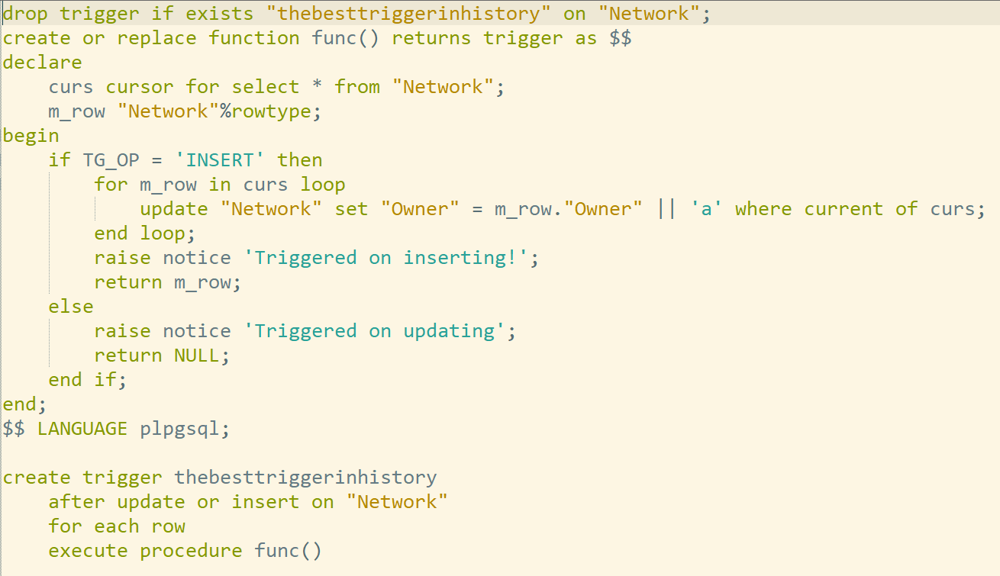 drop trigger if exists "thebesttriggerinhistory" on "Network";
create or replace function func() returns trigger as $$
declare
    curs cursor for select * from "Network";
    m_row "Network"%rowtype;
begin
    if TG_OP = 'INSERT' then
        for m_row in curs loop
            update "Network" set "Owner" = m_row."Owner" || 'a' where current of curs;
        end loop;
        raise notice 'Triggered on inserting!';
        return m_row;
    else
        raise notice 'Triggered on updating';
        return NULL;
    end if;
end;
$$ LANGUAGE plpgsql;

create trigger thebesttriggerinhistory
    after update or insert on "Network"
    for each row
    execute procedure func()